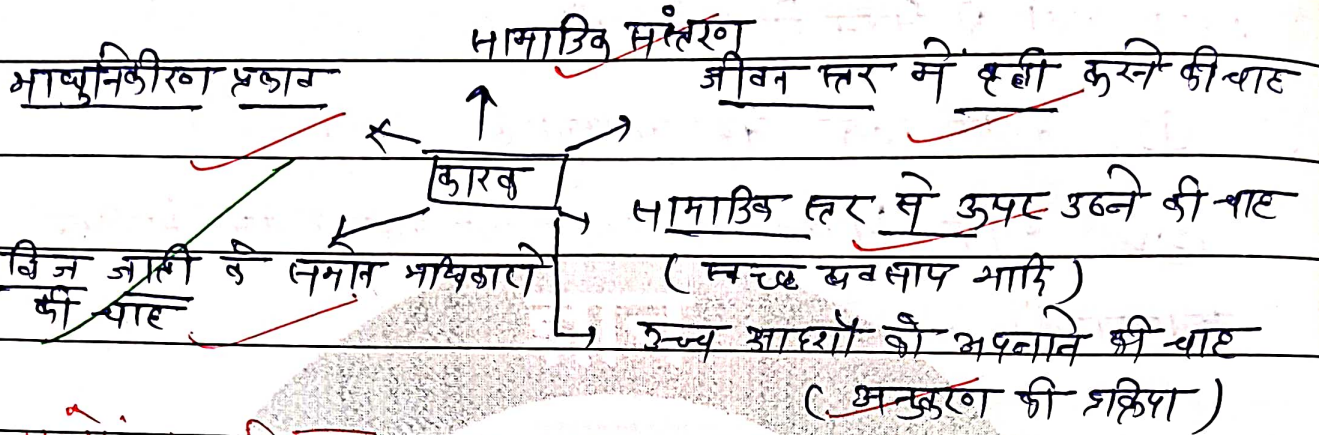 सामाजिक संस्तरण
आधुनिकीरण प्रभाव
जीवन स्तर में वृद्धी करने की चाह
कारक
सामाजिक स्तर से ऊपर उठने की चाह
(स्वच्छ व्यवसाय आदि)
द्विज जाती के समान अधिकारो
की चाह
उच्च आदर्शों को अपनाने की चाह
(अनुकरण की प्रक्रिया)